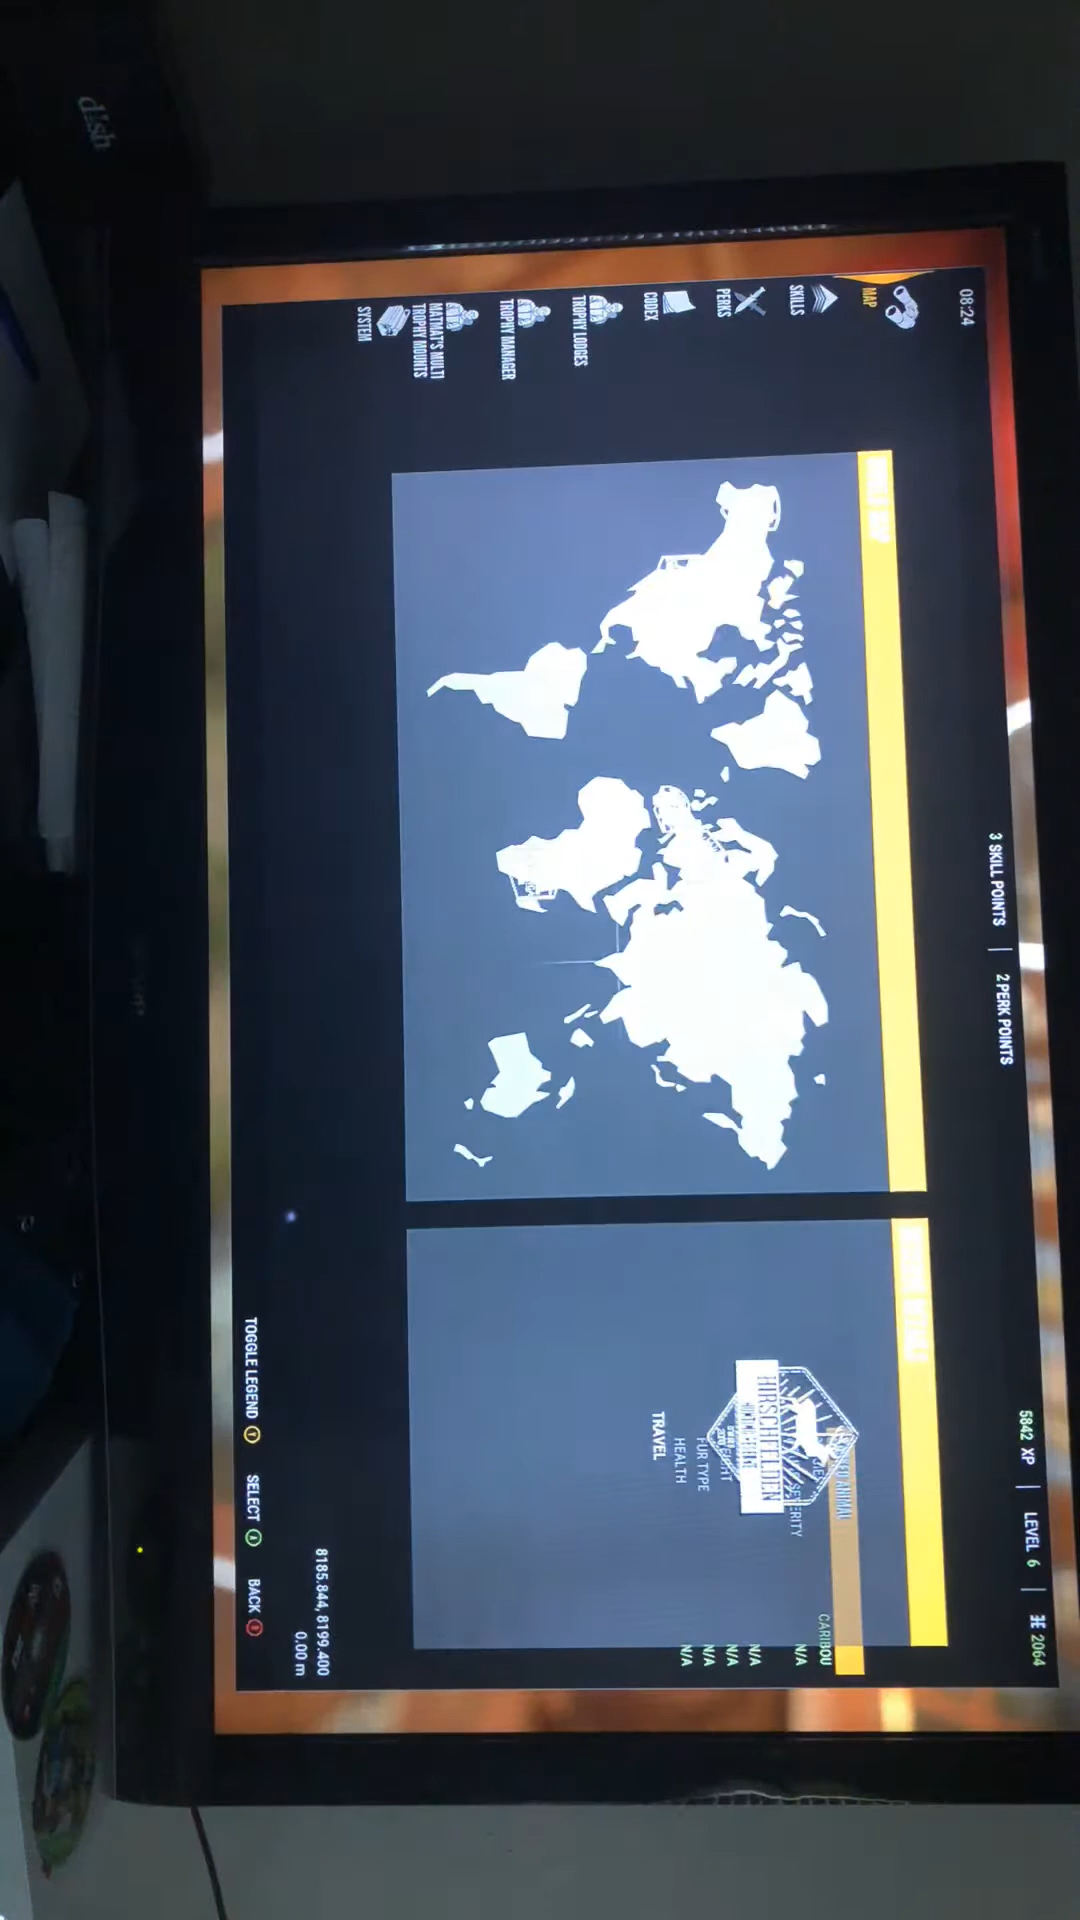 dish
08:24
3 SKILL POINTS | 2 PERK POINTS
5842 XP | LEVEL 6 | 2064
MAP
SKILLS
PERKS
CODEX
TROPHY LODGES
TROPHY MANAGER
MATMAT'S MULTI
TROPHY MOUNTS
SYSTEM
CARIBOU
SEVERITY
N/A
HIRSCHFELDEN
N/A
N/A
FUR TYPE
N/A
HEALTH
N/A
TRAVEL
8185.844, 8199.400
0.00 m
TOGGLE LEGEND Y SELECT A BACK B